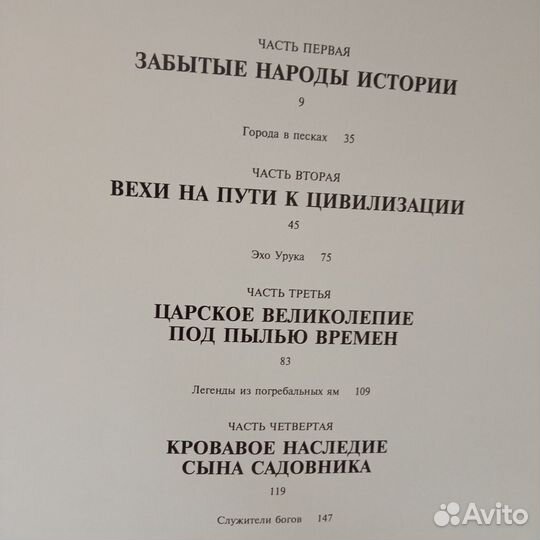 ЧАСТЬ ПЕРВАЯ
ЗАБЫТЫЕ НАРОДЫ ИСТОРИИ
9
Города в песках 35
ЧАСТЬ ВТОРАЯ
ВЕХИ НА ПУТИ К ЦИВИЛИЗАЦИИ
45
Эхо Урука 75
ЧАСТЬ ТРЕТЬЯ
ЦАРСКОЕ ВЕЛИКОЛЕПИЕ
ПОД ПЫЛЬЮ ВРЕМЕН
83
Легенды из погребальных ям 109
ЧАСТЬ ЧЕТВЕРТАЯ
КРОВАВОЕ НАСЛЕДИЕ
СЫНА САДОВНИКА
119
Служители богов 147
Avito